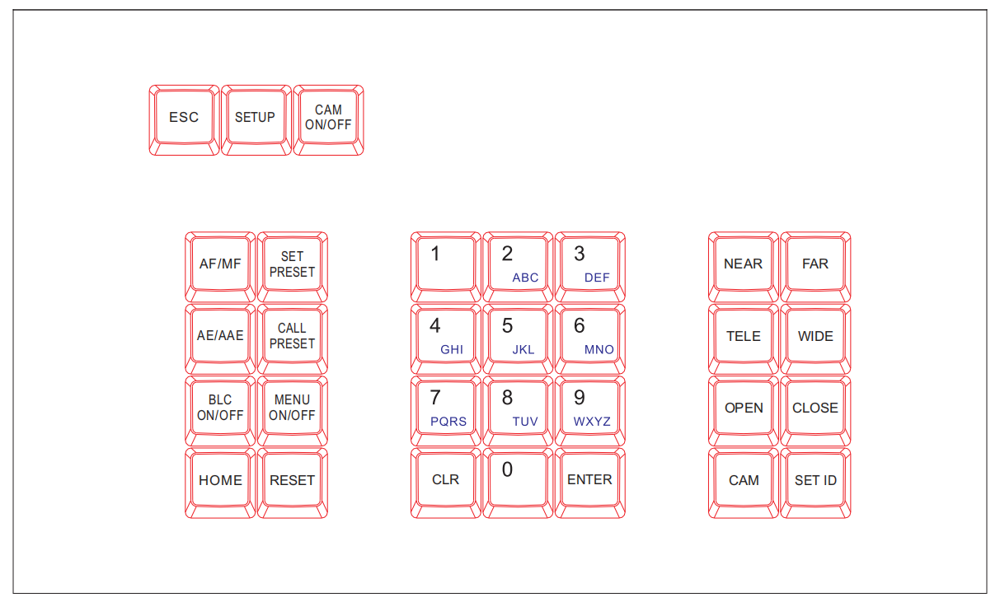 ESC
SETUP
CAM
ON/OFF
AF/MF
SET
PRESET
1
2
ABC
3
DEF
NEAR
FAR
AE/AAE
CALL
PRESET
4
GHI
5
JKL
6
MNO
TELE
WIDE
BLC
ON/OFF
MENU
ON/OFF
7
PQRS
8
TUV
9
WXYZ
OPEN
CLOSE
HOME
RESET
CLR
0
ENTER
CAM
SET ID